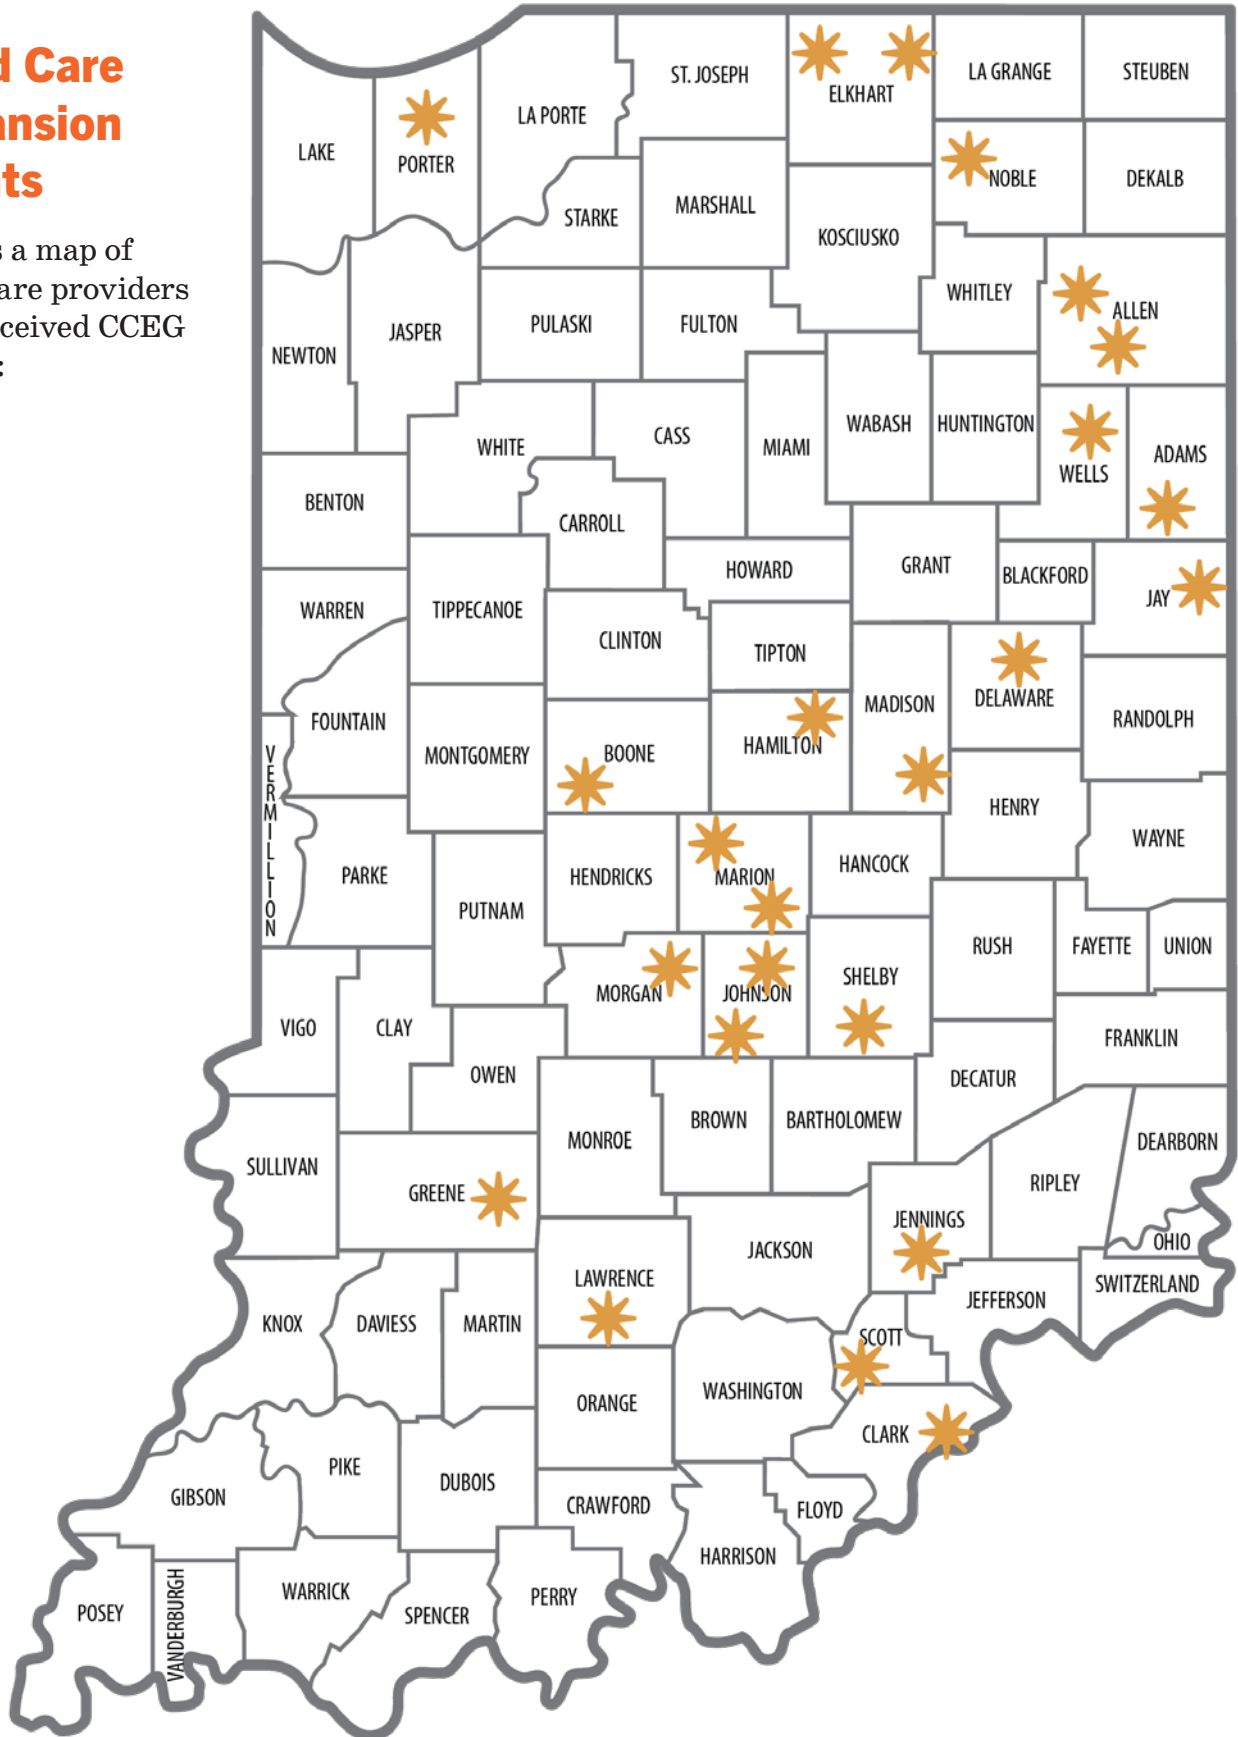 d Care
ansion
ts
s a map of
are providers
ceived CCEG
:
ST. JOSEPH
ELKHART
LA GRANGE
STEUBEN
LA PORTE
LAKE
PORTER
NOBLE
DEKALB
STARKE
MARSHALL
KOSCIUSKO
WHITLEY
ALLEN
PULASKI
FULTON
JASPER
NEWTON
WHITE
CASS
MIAMI
WABASH
HUNTINGTON
WELLS
ADAMS
BENTON
CARROLL
HOWARD
GRANT
BLACKFORD
JAY
WARREN
TIPPECANOE
CLINTON
TIPTON
MADISON
DELAWARE
RANDOLPH
FOUNTAIN
MONTGOMERY
BOONE
HAMILTON
HENRY
WAYNE
VERMILLION
PARKE
PUTNAM
HENDRICKS
MARION
HANCOCK
RUSH
FAYETTE
UNION
MORGAN
JOHNSON
SHELBY
VIGO
CLAY
OWEN
FRANKLIN
DECATUR
MONROE
BROWN
BARTHOLOMEW
DEARBORN
SULLIVAN
GREENE
RIPLEY
JENNINGS
OHIO
JACKSON
LAWRENCE
SWITZERLAND
JEFFERSON
KNOX
DAVIESS
MARTIN
SCOTT
ORANGE
WASHINGTON
CLARK
PIKE
DUBOIS
GIBSON
CRAWFORD
FLOYD
HARRISON
WARRICK
PERRY
POSEY
VANDERBURGH
SPENCER